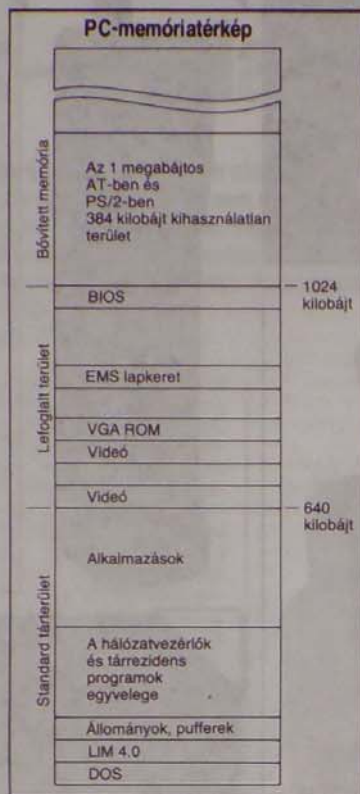 PC-memóriatérkép
Bővített memória
Az 1 megabájtos
AT-ben és
PS/2-ben
384 kilobájt kihasználatlan
terület
1024
kilobájt
Lefoglalt terület
BIOS
EMS lapkeret
VGA ROM
Videó
Videó
640
kilobájt
Standard tárterület
Alkalmazások
A hálózatvezérlők
és tárrezidens
programok
egyvelege
Állományok, pufferek
LIM 4.0
DOS